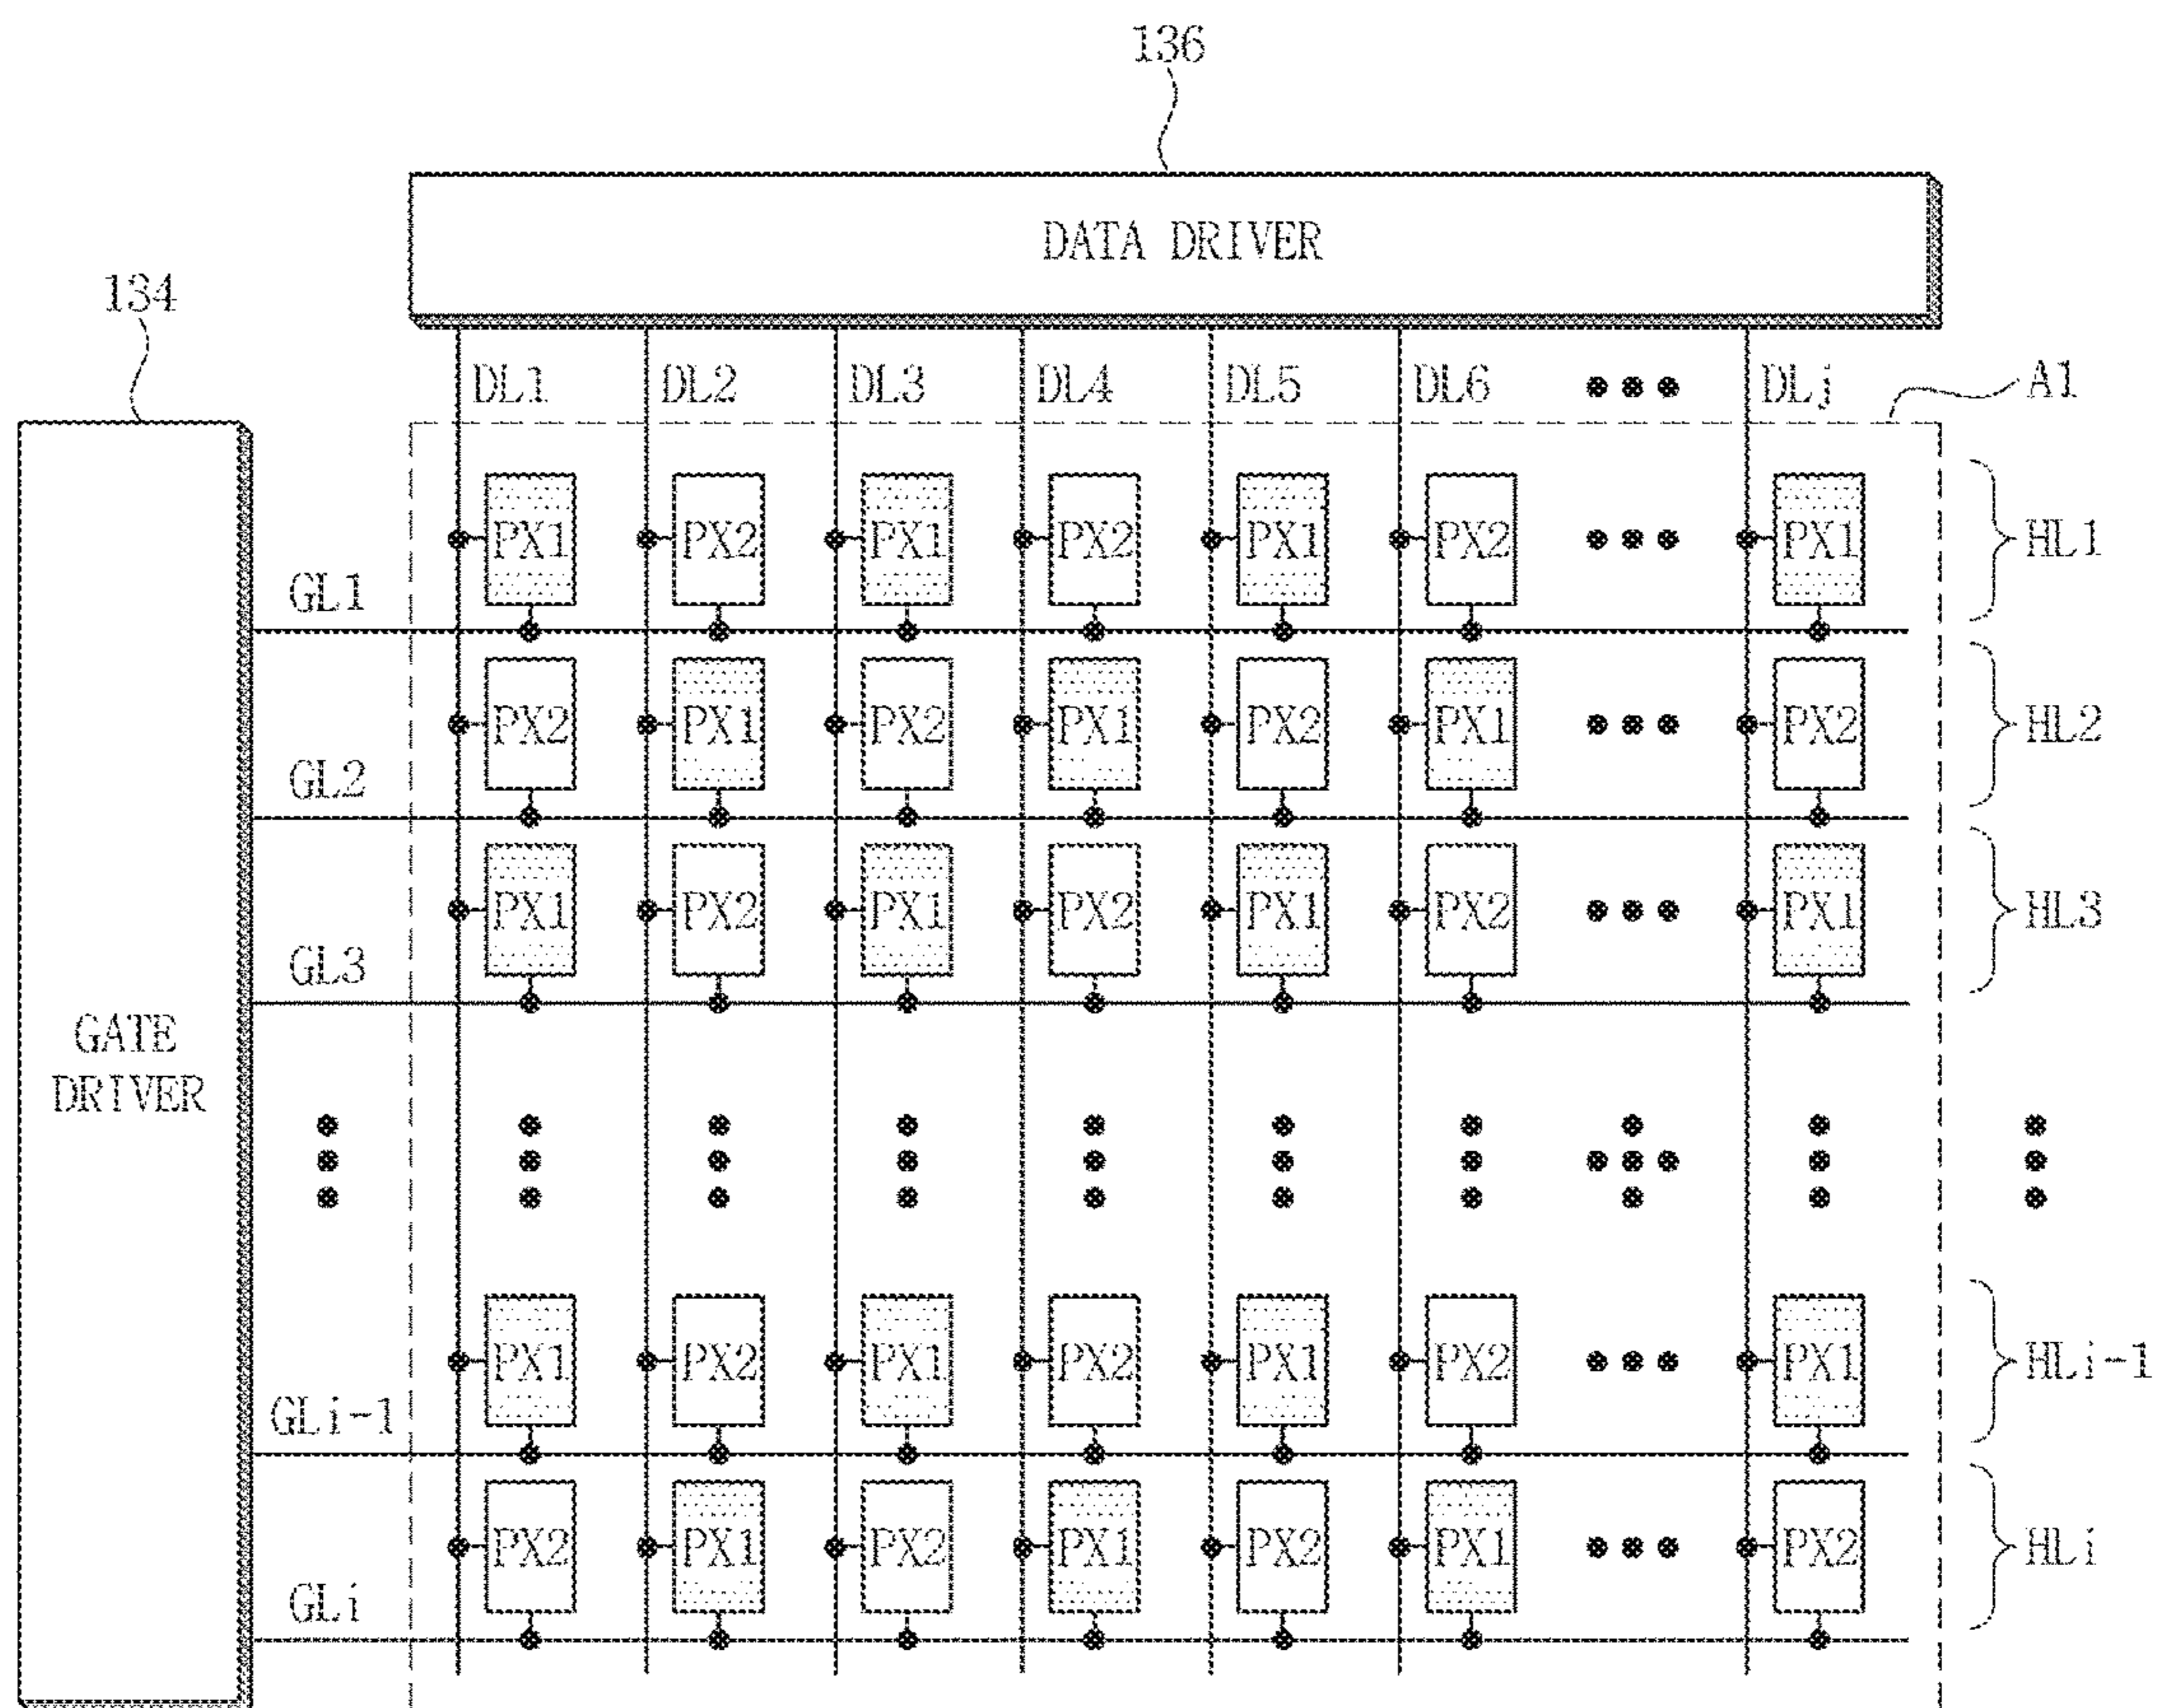 136
DATA DRIVER
134
DL1 DL2 DL3 DL4 DL5 DL6 DLj A1
PX1 PX2 PX1 PX2 PX1 PX2 PX1 HL1
GL1
PX2 PX1 PX2 PX1 PX2 PX1 PX2 HL2
GL2
PX1 PX2 PX1 PX2 PX1 PX2 PX1 HL3
GL3
GATE
DRIVER
PX1 PX2 PX1 PX2 PX1 PX2 PX1 HLi-1
GLi-1
PX2 PX1 PX2 PX1 PX2 PX1 PX2 HLi
GLi